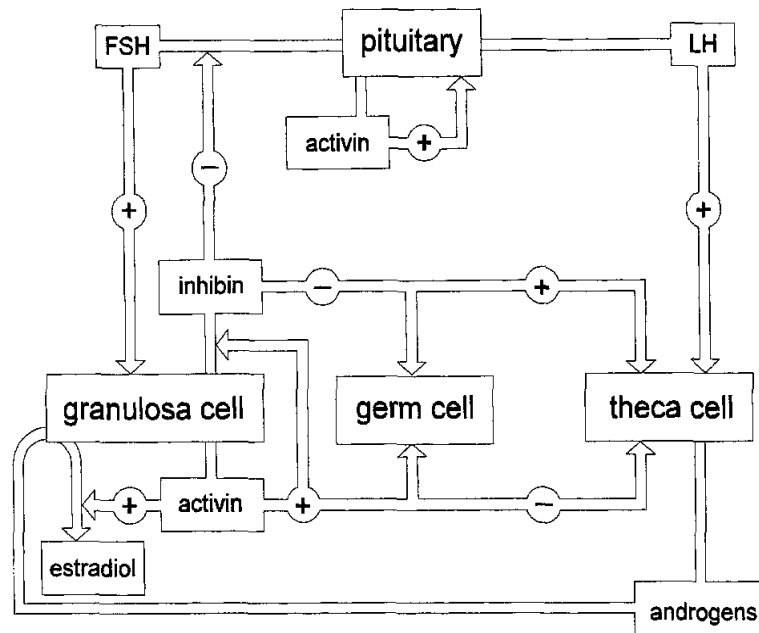 FSH
pituitary
LH
activin
+
−
+
+
inhibin
−
+
granulosa cell
germ cell
theca cell
+
activin
+
−
estradiol
androgens